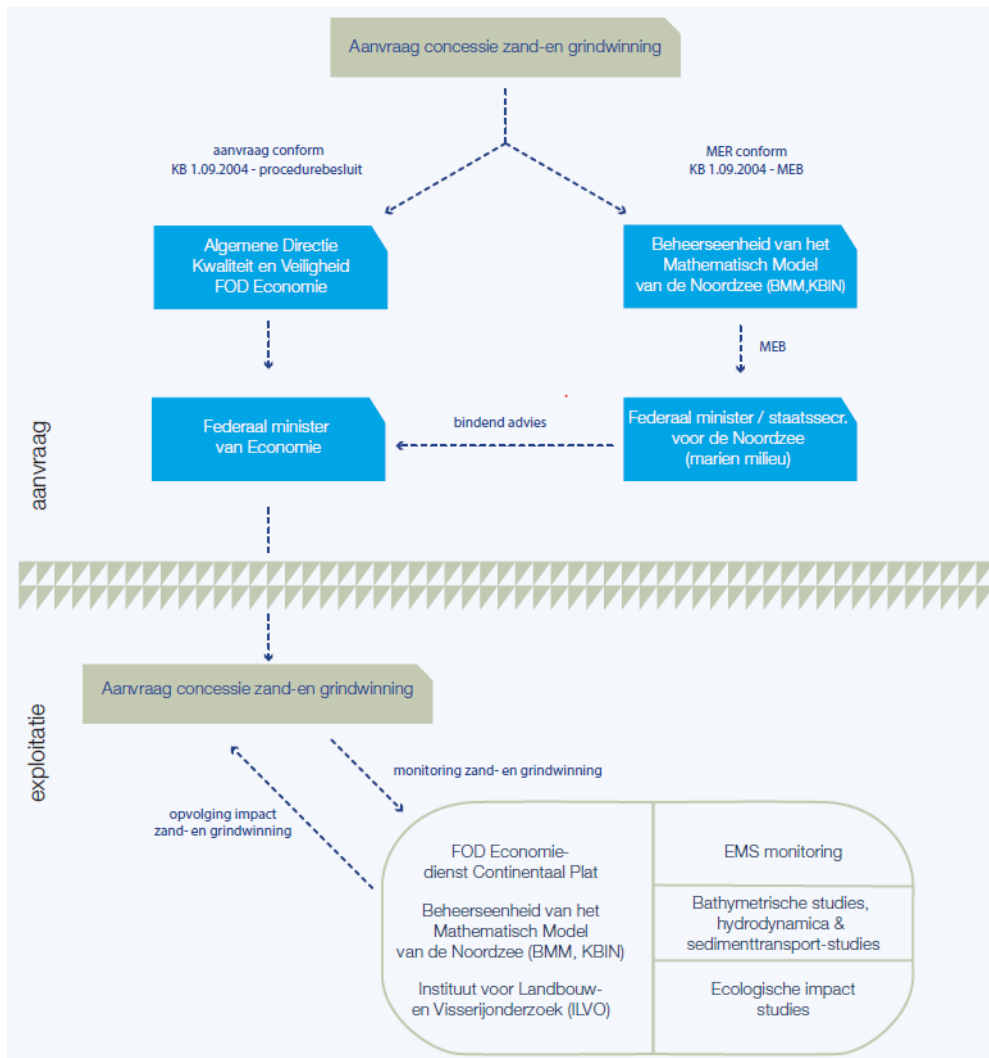 Aanvraag concessie zand-en grindwinning
aanvraag conform
KB 1.09.2004 - procedurebesluit
MER conform
KB 1.09.2004 - MEB
Algemene Directie
Kwaliteit en Veiligheid
FOD Economie
Beheerseenheid van het
Mathematisch Model
van de Noordzee (BMM,KBIN)
MEB
Federaal minister
van Economie
bindend advies
Federaal minister / staatssecr.
voor de Noordzee
(marien milieu)
aanvraag
Aanvraag concessie zand-en grindwinning
exploitatie
monitoring zand- en grindwinning
opvolging impact
zand- en grindwinning
FOD Economie-
dienst Continentaal Plat
EMS monitoring
Beheerseenheid van het
Mathematisch Model
van de Noordzee (BMM, KBIN)
Bathymetrische studies,
hydrodynamica &
sedimenttransport-studies
Instituut voor Landbouw-
en Visserijonderzoek (ILVO)
Ecologische impact
studies